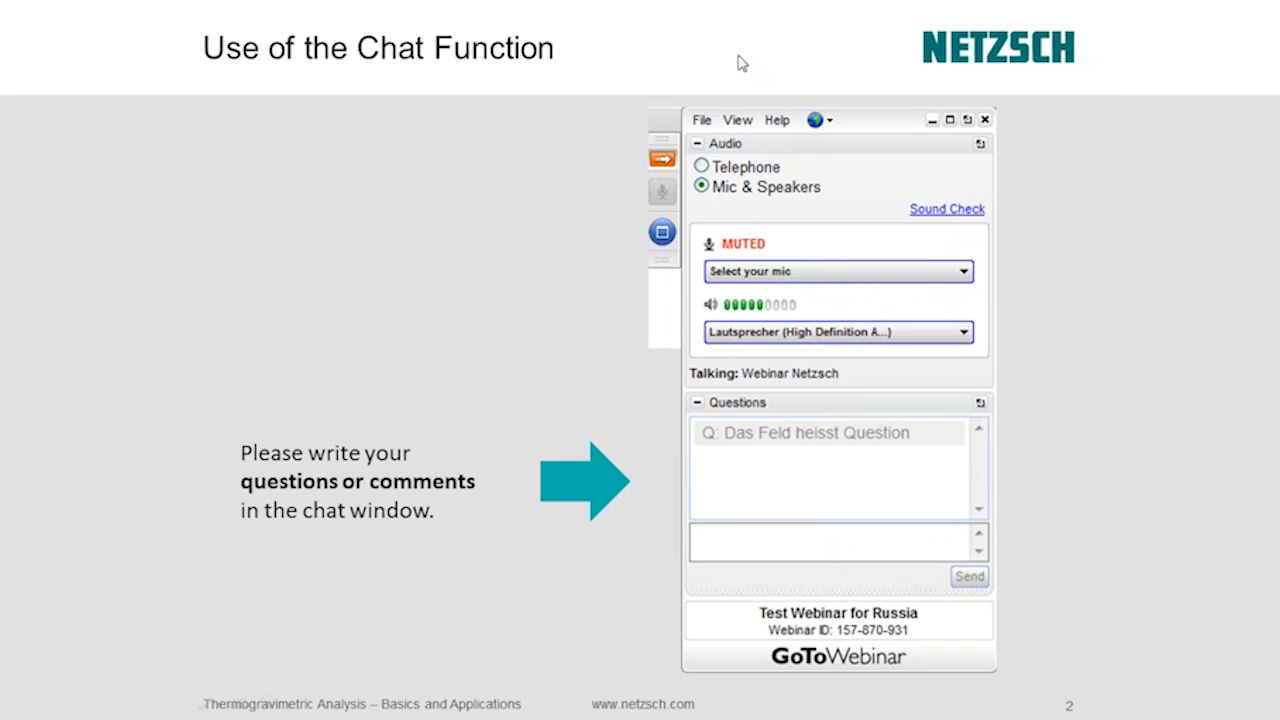 Use of the Chat Function
NETZSCH
File View Help
Audio
Telephone
Mic & Speakers
Sound Check
MUTED
Select your mic
Lautsprecher (High Definition A...)
Talking: Webinar Netzsch
Questions
Q: Das Feld heisst Question
Please write your
questions or comments
in the chat window.
Send
Test Webinar for Russia
Webinar ID: 157-870-931
GoToWebinar
Thermogravimetric Analysis – Basics and Applications www.netzsch.com 2